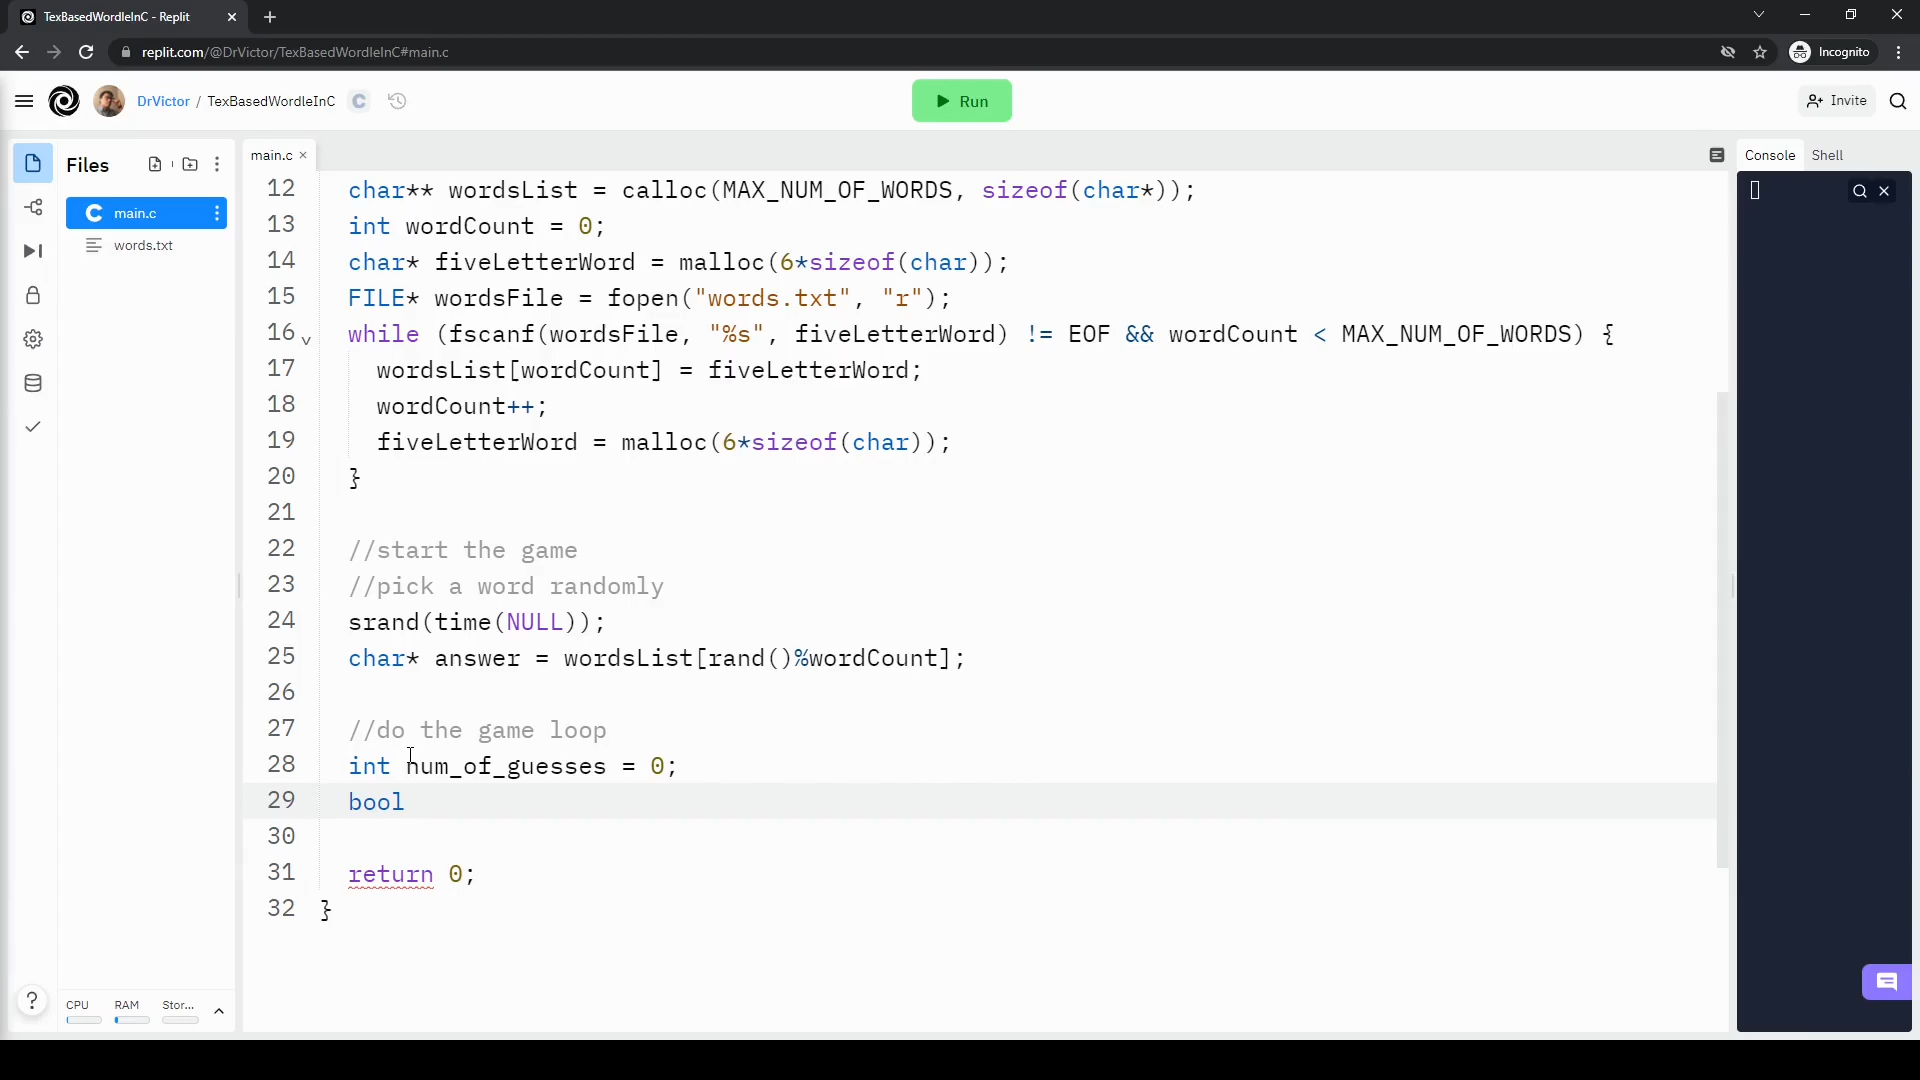 TexBasedWordleInC - Replit
replit.com/@DrVictor/TexBasedWordleInC#main.c
Incognito
DrVictor / TexBasedWordleInC C
Run
Invite
Files
main.c
Console Shell
C main.c
words.txt
12 char** wordsList = calloc(MAX_NUM_OF_WORDS, sizeof(char*));
13 int wordCount = 0;
14 char* fiveLetterWord = malloc(6*sizeof(char));
15 FILE* wordsFile = fopen("words.txt", "r");
16 while (fscanf(wordsFile, "%s", fiveLetterWord) != EOF && wordCount < MAX_NUM_OF_WORDS) {
17 wordsList[wordCount] = fiveLetterWord;
18 wordCount++;
19 fiveLetterWord = malloc(6*sizeof(char));
20 }
21
22 //start the game
23 //pick a word randomly
24 srand(time(NULL));
25 char* answer = wordsList[rand()%wordCount];
26
27 //do the game loop
28 int num_of_guesses = 0;
29 bool
30
31 return 0;
32 }
? CPU RAM Stor...